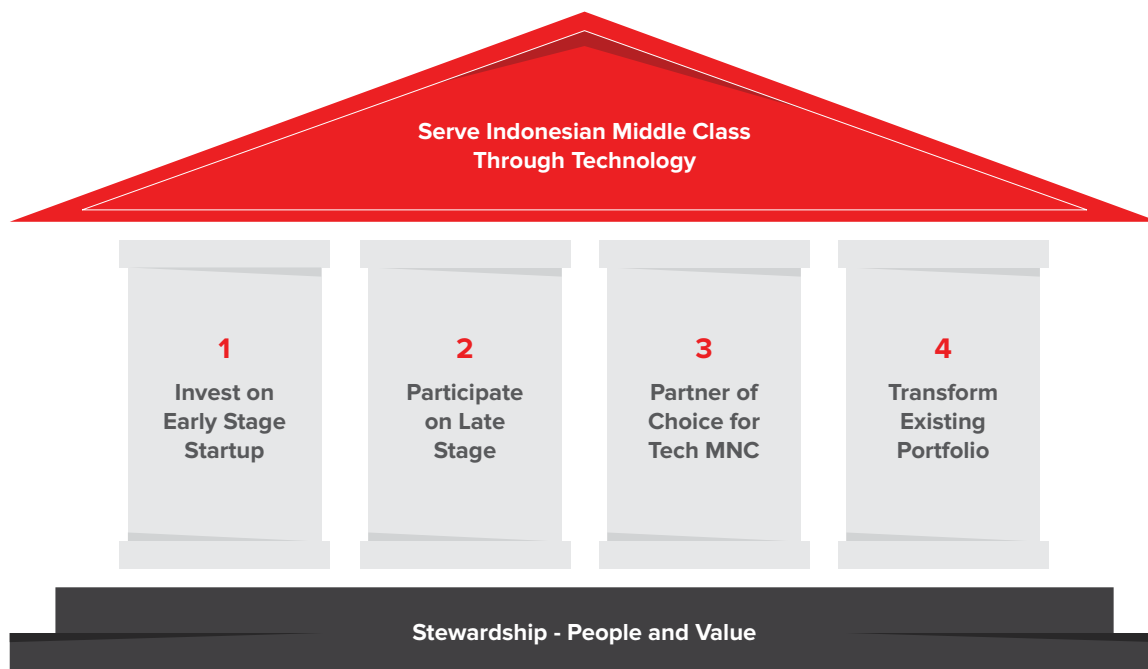 Serve Indonesian Middle Class
Through Technology
1
Invest on
Early Stage
Startup
2
Participate
on Late
Stage
3
Partner of
Choice for
Tech MNC
4
Transform
Existing
Portfolio
Stewardship - People and Value